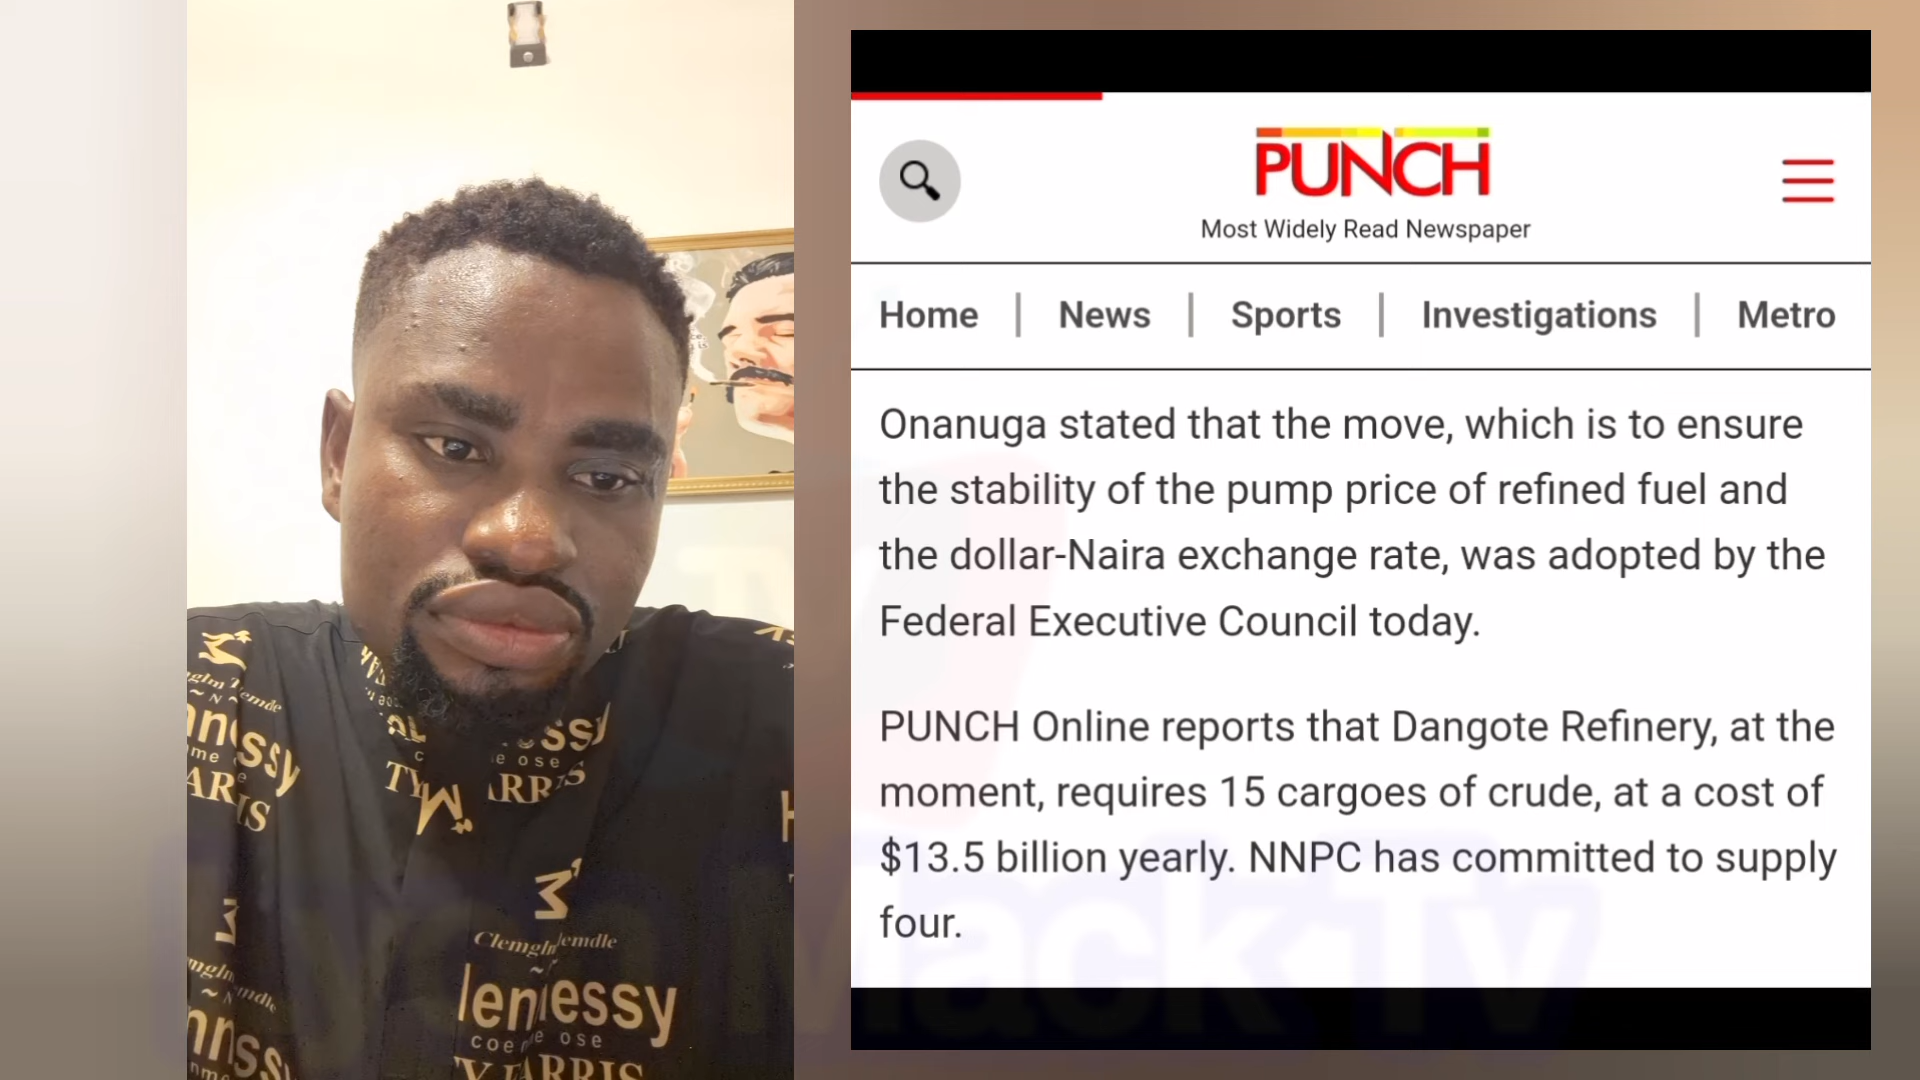 PUNCH
Most Widely Read Newspaper
Home | News | Sports | Investigations | Metro
Onanuga stated that the move, which is to ensure
the stability of the pump price of refined fuel and
the dollar-Naira exchange rate, was adopted by the
Federal Executive Council today.
PUNCH Online reports that Dangote Refinery, at the
moment, requires 15 cargoes of crude, at a cost of
$13.5 billion yearly. NNPC has committed to supply
four.
Mack Tv